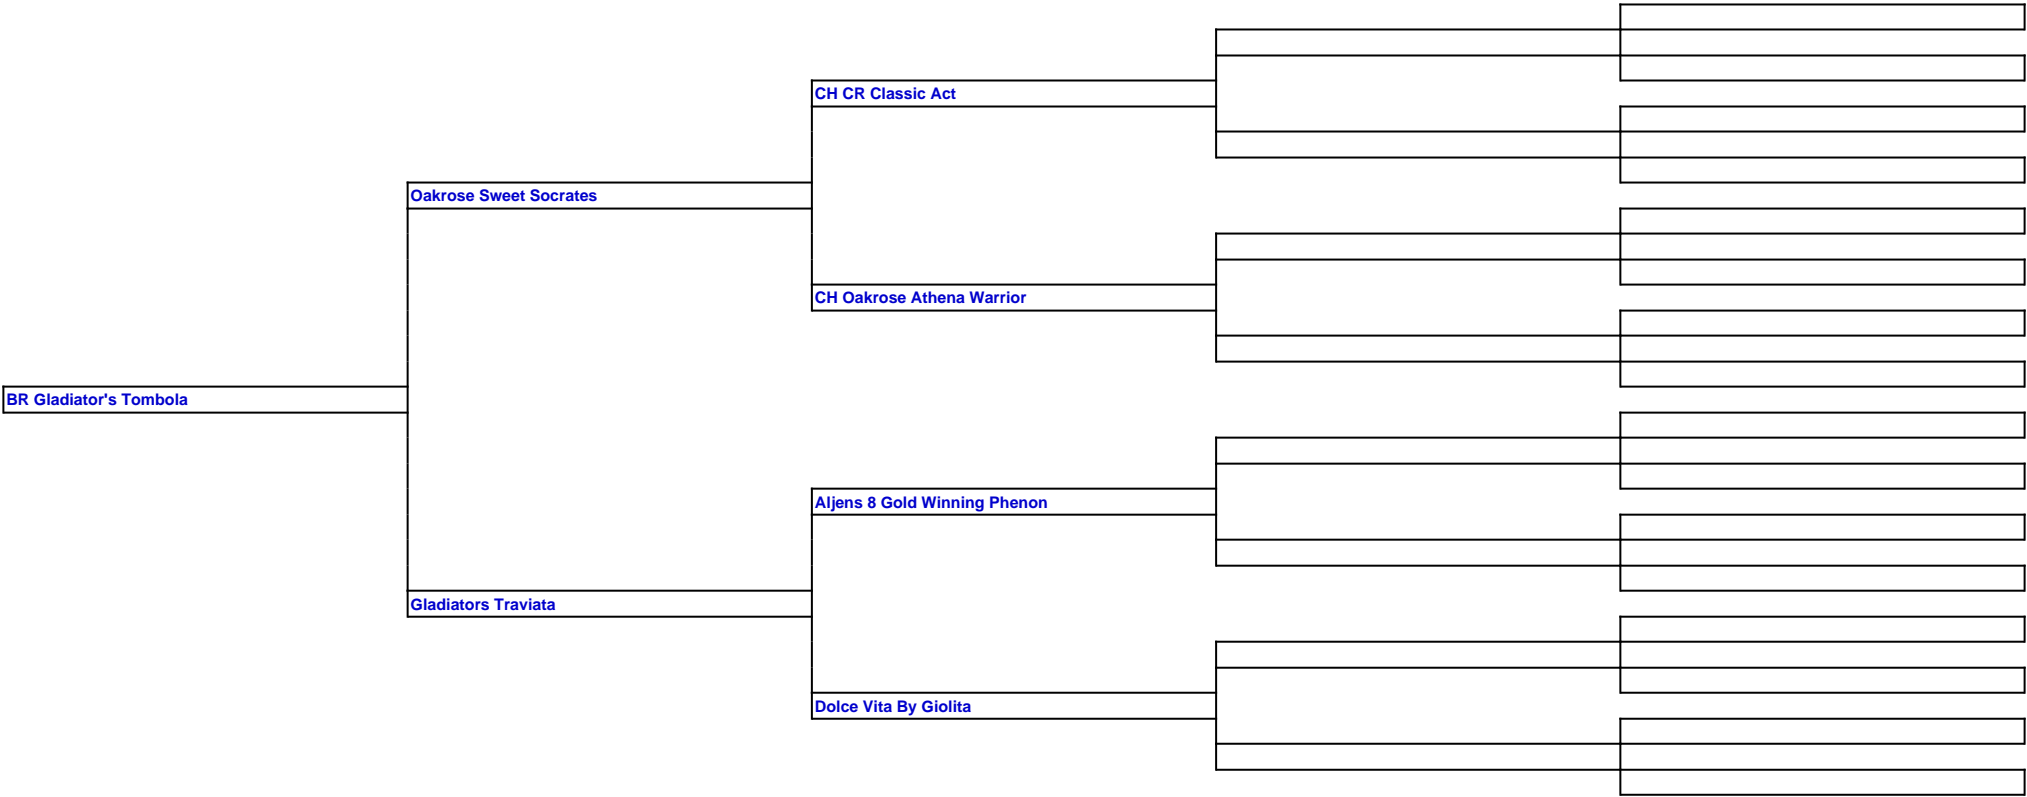 CH CR Classic Act
Oakrose Sweet Socrates
CH Oakrose Athena Warrior
BR Gladiator's Tombola
Aljens 8 Gold Winning Phenon
Gladiators Traviata
Dolce Vita By Giolita